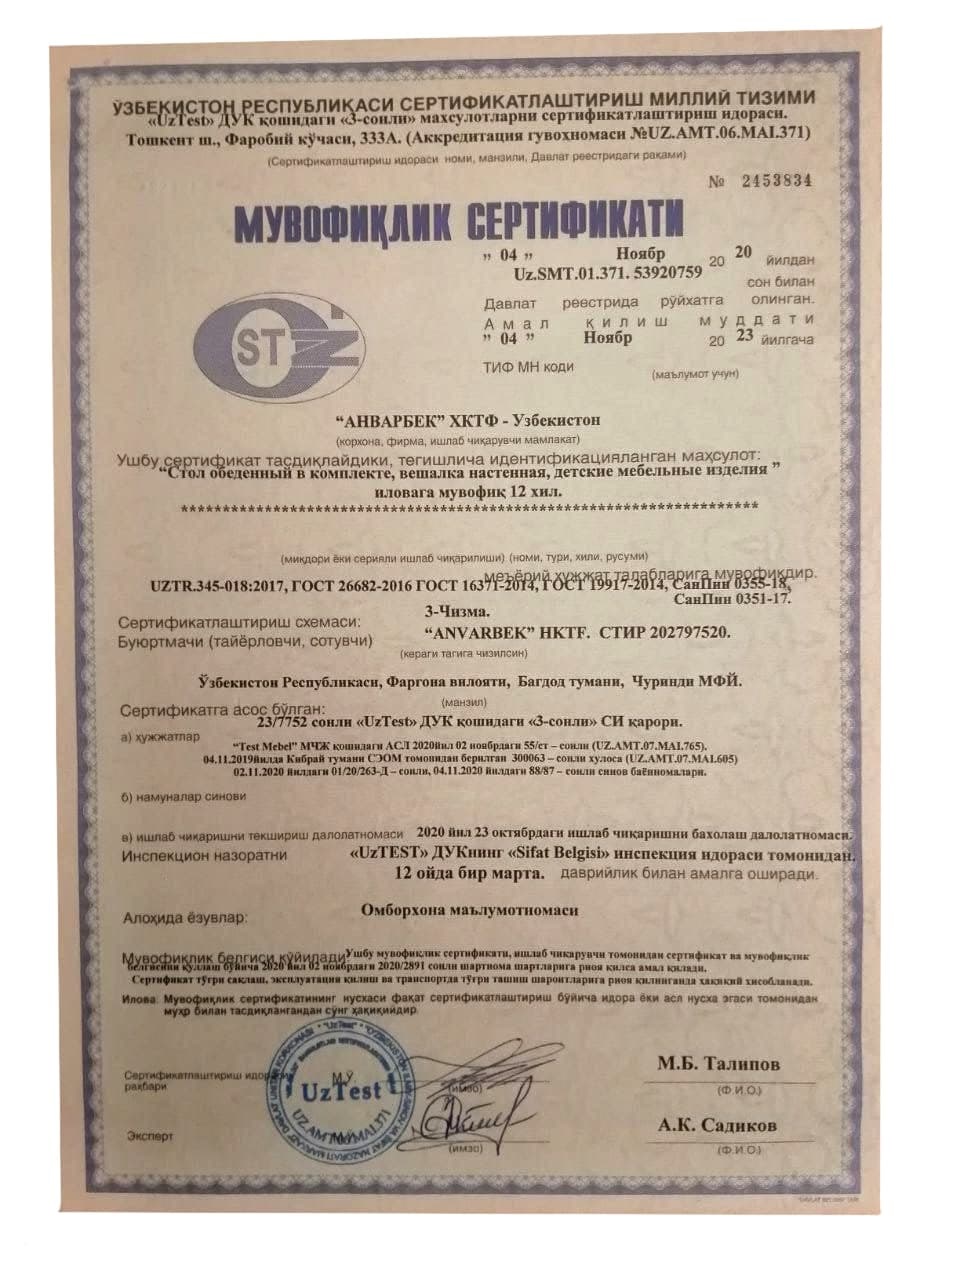 ЎЗБЕКИСТОН РЕСПУБЛИКАСИ СЕРТИФИКАТЛАШТИРИШ МИЛЛИЙ ТИЗИМИ
«UzTest» ДУК қошидаги «3-сонли» махсулотларни сертификатлаштириш идораси.
Тошкент ш., Фаробий кўчаси, 333А. (Аккредитация гувохномаси №UZ.AMT.06.MAI.371)
(Сертификатлаштириш идораси номи, манзили, Давлат реестридаги раками)
№ 2453834
МУВОФИҚЛИК СЕРТИФИКАТИ
„ 04 „ Ноябр 20 20 йилдан
Uz.SMT.01.371. 53920759 сон билан
Давлат реестрида рўйхатга олинган.
Амал қилиш муддати
„ 04 „ Ноябр 20 23 йилгача
ТИФ МН коди
(маълумот учун)
ST
“АНВАРБЕК” ХКТФ - Узбекистон
(корхона, фирма, ишлаб чиқарувчи мамлакат)
Ушбу сертификат тасдиқлайдики, тегишлича идентификацияланган маҳсулот:
“Стол обеденный в комплекте, вешалка настенная, детские мебельные изделия ”
иловага мувофиқ 12 хил.
(микдори ёки серияли ишлаб чиқарилиши) (номи, тури, хили, русуми)
меъёрий ҳужжат талабларига мувофиқдир.
UZTR.345-018:2017, ГОСТ 26682-2016 ГОСТ 16371-2014, ГОСТ 19917-2014, СанПин 0355-18,
СанПин 0351-17.
3-Чизма.
Сертификатлаштириш схемаси:
Буюртмачи (тайёрловчи, сотувчи) “ANVARBEK” HKTF. СТИР 202797520.
(кераги тагига чизилсин)
Ўзбекистон Республикаси, Фаргона вилояти, Багдод тумани, Чуринди МФЙ.
(манзил)
Сертификатга асос бўлган:
23/7752 сонли «UzTest» ДУК қошидаги «3-сонли» СИ қарори.
а) ҳужжатлар
“Test Mebel” МЧЖ қошидаги АСЛ 2020йил 02 ноябрдаги 55/ст – сонли (UZ.AMT.07.MAI.765).
04.11.2019йилда Кибрай тумани СЭОМ томонидан берилган 300063 – сонли хулоса (UZ.AMT.07.MAI.605)
02.11.2020 йилдаги 01/20/263-Д – сонли, 04.11.2020 йилдаги 88/87 – сонли синов баённомалари.
б) намуналар синови
в) ишлаб чиқаришни текшириш далолатномаси 2020 йил 23 октябрдаги ишлаб чиқаришни бахолаш далолатномаси.
Инспекцион назоратни «UzTEST» ДУКнинг «Sifat Belgisi» инспекция идораси томонидан.
12 ойда бир марта. даврийлик билан амалга оширади.
Алоҳида ёзувлар: Омборхона маълумотномаси
Мувофиқлик белгиси қўйилади: Ушбу мувофиқлик сертификати, ишлаб чиқарувчи томонидан сертификат ва мувофиқлик
белгисини қуллаш бўйича 2020 йил 02 ноябрдаги 2020/2891 сонли шартнома шартларига риоя қилса амал қилади.
Сертификат тўғри сақлаш, эксплуатация қилиш ва транспортда тўғри ташиш шароитларига риоя қилинганда ҳақиқий хисобланади.
Илова: Мувофиқлик сертификатининг нусхаси фақат сертификатлаштириш бўйича идора ёки асл нусха эгаси томонидан
муҳр билан тасдиқлангандан сўнг ҳақиқийдир.
Сертификатлаштириш идораси
раҳбари
М.Ў.
(имзо)
М.Б. Талипов
(Ф.И.О.)
UzTest
UZ.AMT.07.MAI.371
Эксперт
(имзо)
А.К. Садиков
(Ф.И.О.)